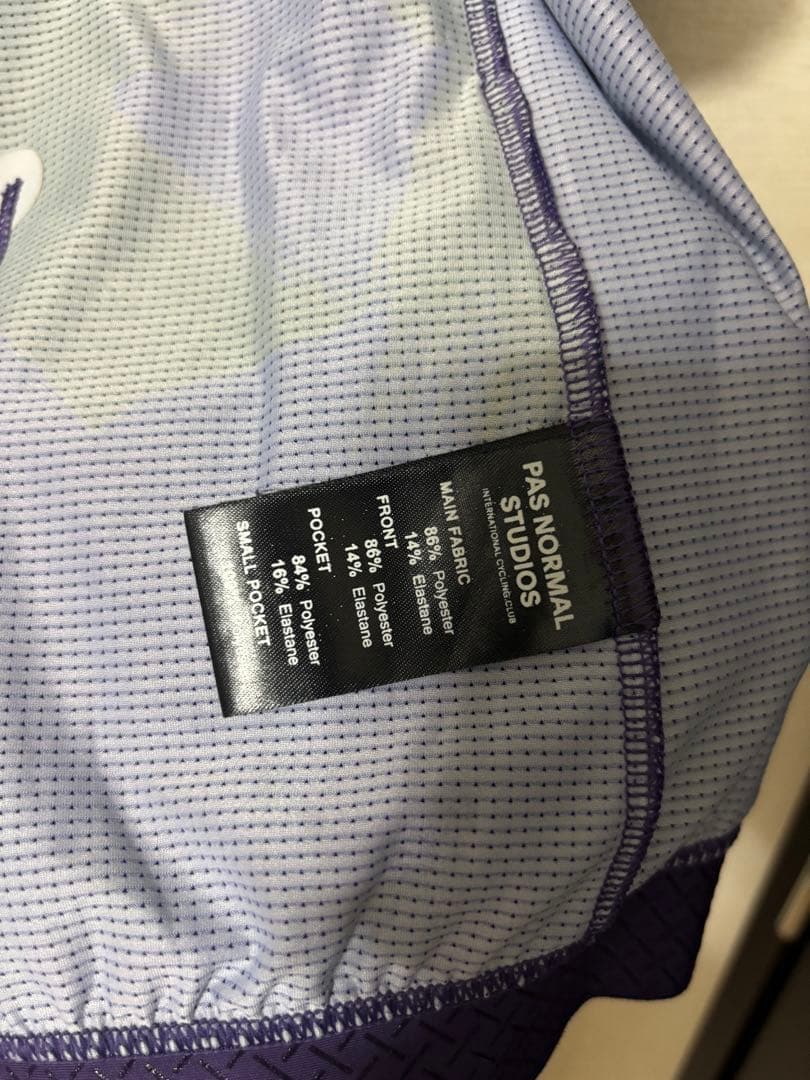 PAS NORMAL
STUDIOS
INTERNATIONAL CYCLING CLUB
MAIN FABRIC
86% Polyester
14% Elastane
FRONT
86% Polyester
14% Elastane
POCKET
84% Polyester
16% Elastane
SMALL POCKET